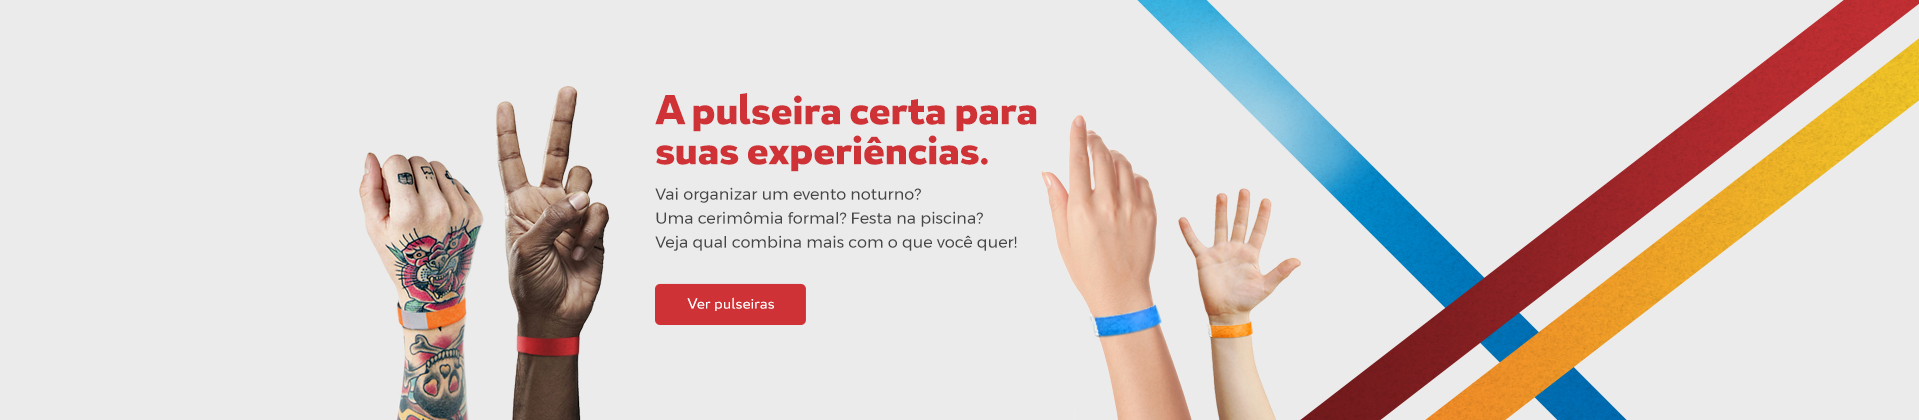 A pulseira certa para
suas experiências.
Vai organizar um evento noturno?
Uma cerimômia formal? Festa na piscina?
Veja qual combina mais com o que você quer!
Ver pulseiras